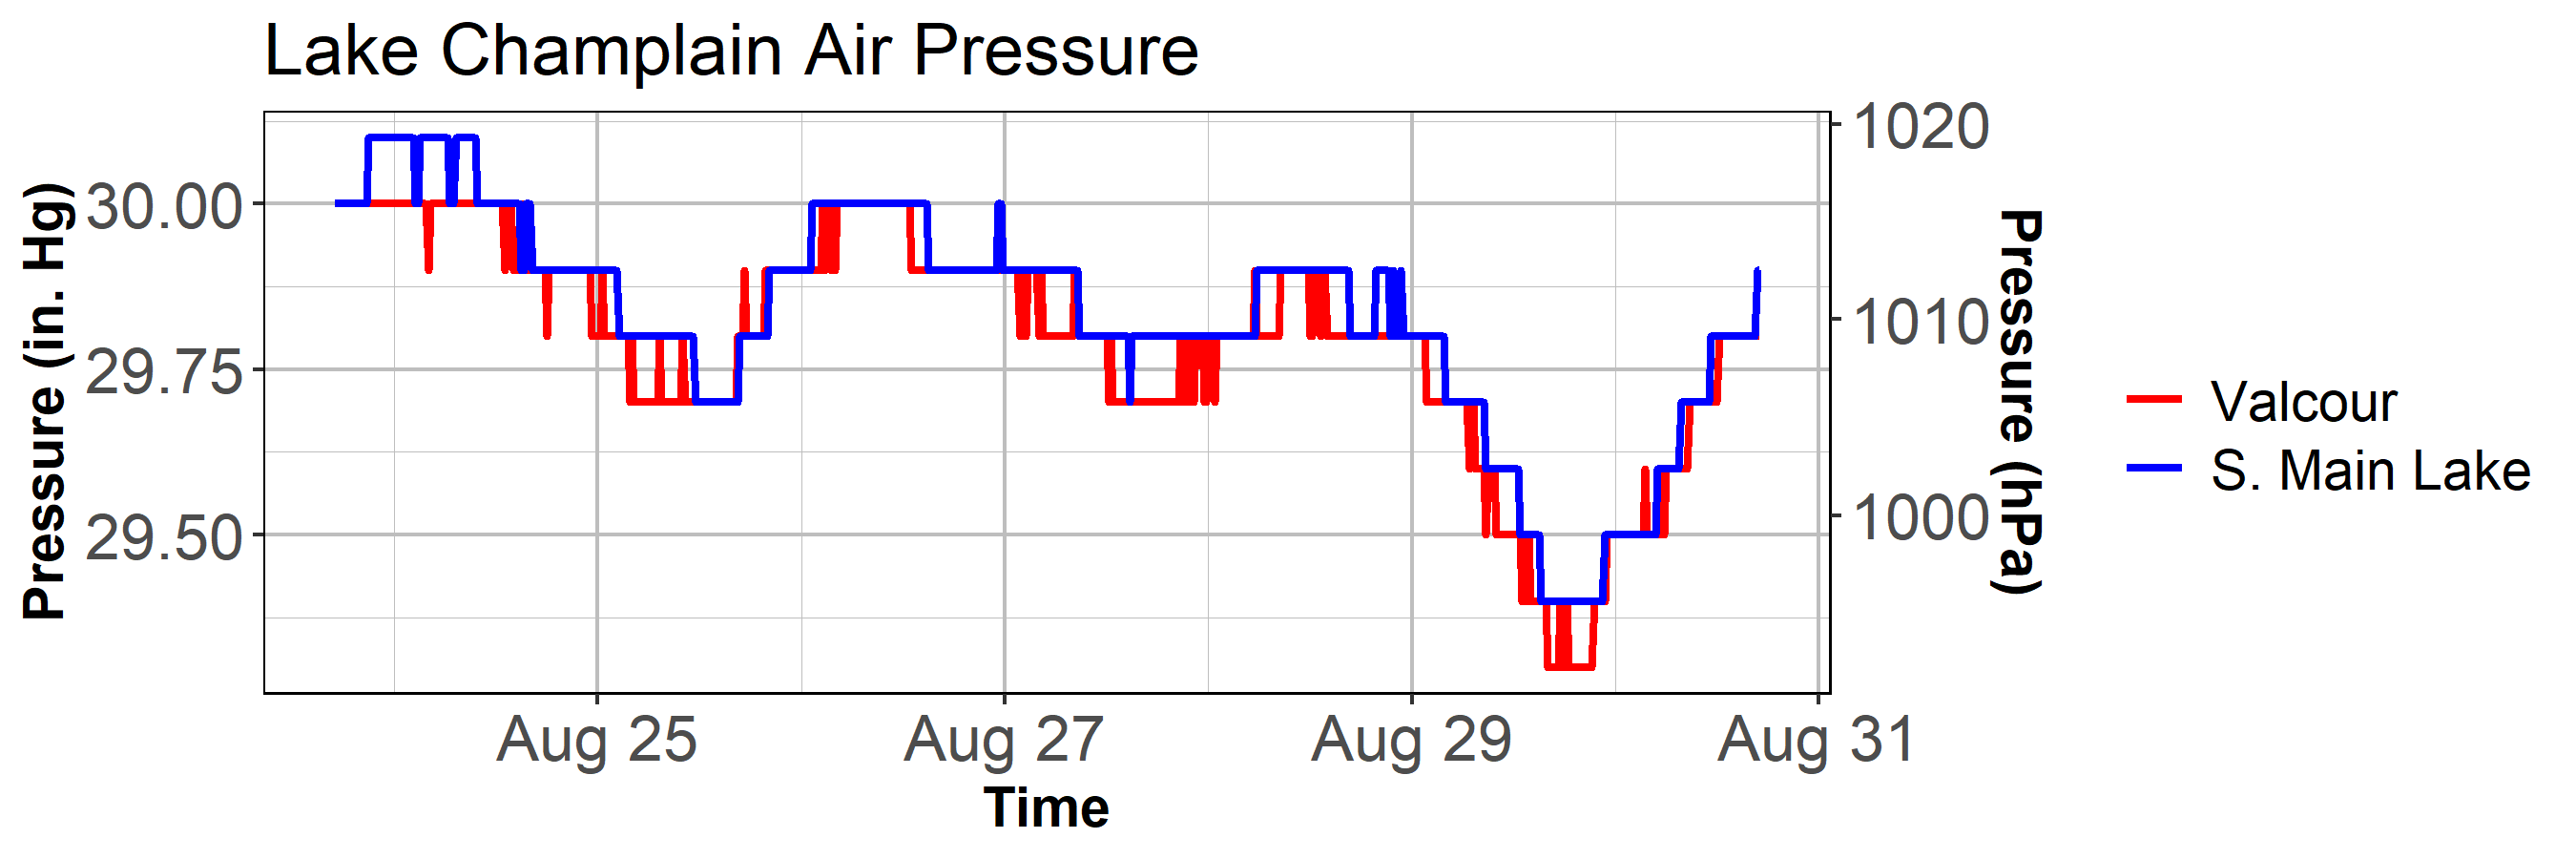 Lake Champlain Air Pressure
Pressure (in. Hg)
30.00
29.75
29.50
1020
1010
1000
Pressure (hPa)
Aug 25
Aug 27
Aug 29
Aug 31
Time
Valcour
S. Main Lake